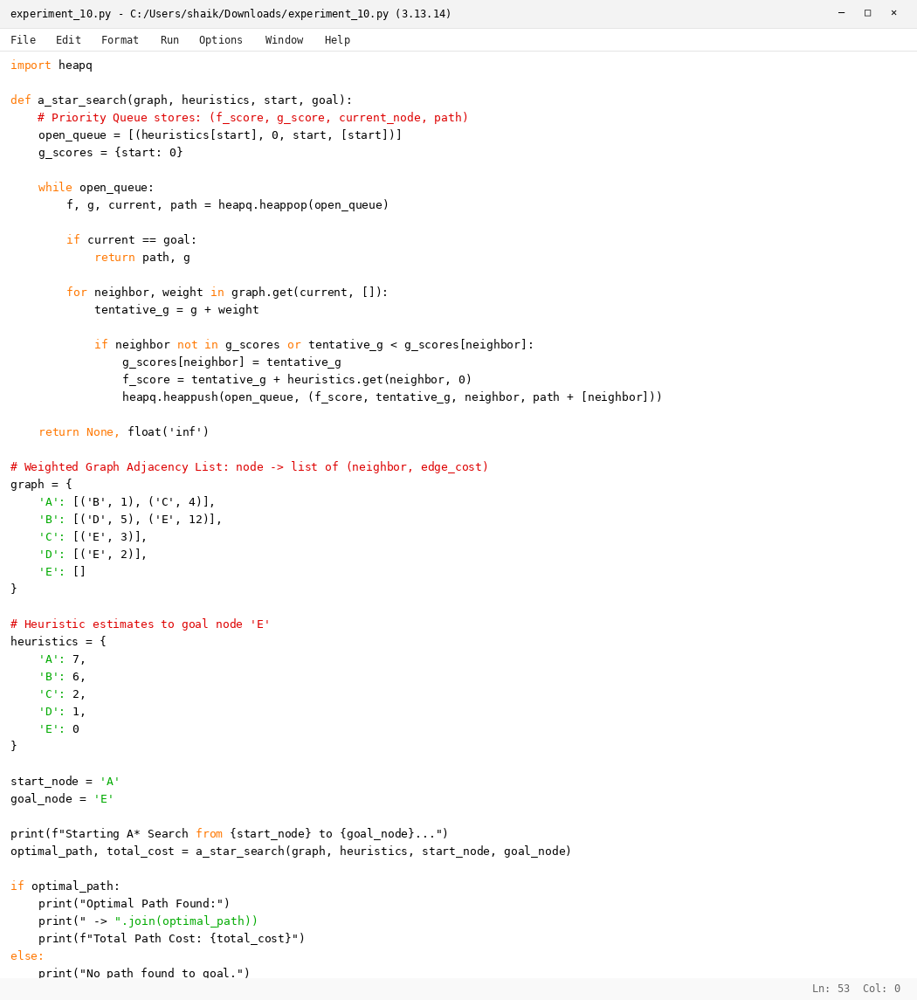 experiment_10.py - C:/Users/shaik/Downloads/experiment_10.py (3.13.14)
File Edit Format Run Options Window Help
import heapq
def a_star_search(graph, heuristics, start, goal):
    # Priority Queue stores: (f_score, g_score, current_node, path)
    open_queue = [(heuristics[start], 0, start, [start])]
    g_scores = {start: 0}
    while open_queue:
        f, g, current, path = heapq.heappop(open_queue)
        if current == goal:
            return path, g
        for neighbor, weight in graph.get(current, []):
            tentative_g = g + weight
            if neighbor not in g_scores or tentative_g < g_scores[neighbor]:
                g_scores[neighbor] = tentative_g
                f_score = tentative_g + heuristics.get(neighbor, 0)
                heapq.heappush(open_queue, (f_score, tentative_g, neighbor, path + [neighbor]))
    return None, float('inf')
# Weighted Graph Adjacency List: node -> list of (neighbor, edge_cost)
graph = {
    'A': [('B', 1), ('C', 4)],
    'B': [('D', 5), ('E', 12)],
    'C': [('E', 3)],
    'D': [('E', 2)],
    'E': []
}
# Heuristic estimates to goal node 'E'
heuristics = {
    'A': 7,
    'B': 6,
    'C': 2,
    'D': 1,
    'E': 0
}
start_node = 'A'
goal_node = 'E'
print(f"Starting A* Search from {start_node} to {goal_node}...")
optimal_path, total_cost = a_star_search(graph, heuristics, start_node, goal_node)
if optimal_path:
    print("Optimal Path Found:")
    print(" -> ".join(optimal_path))
    print(f"Total Path Cost: {total_cost}")
else:
    print("No path found to goal.")
Ln: 53 Col: 0